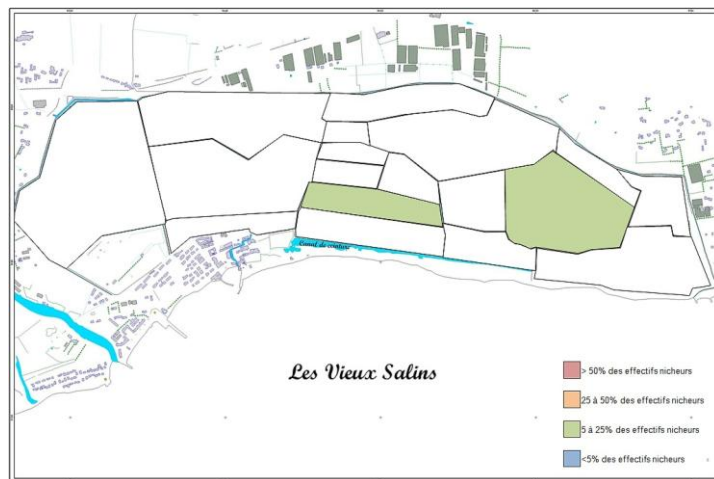 Canal de ceinture
Les Vieux Salins
> 50% des effectifs nicheurs
25 à 50% des effectifs nicheurs
5 à 25% des effectifs nicheurs
<5% des effectifs nicheurs